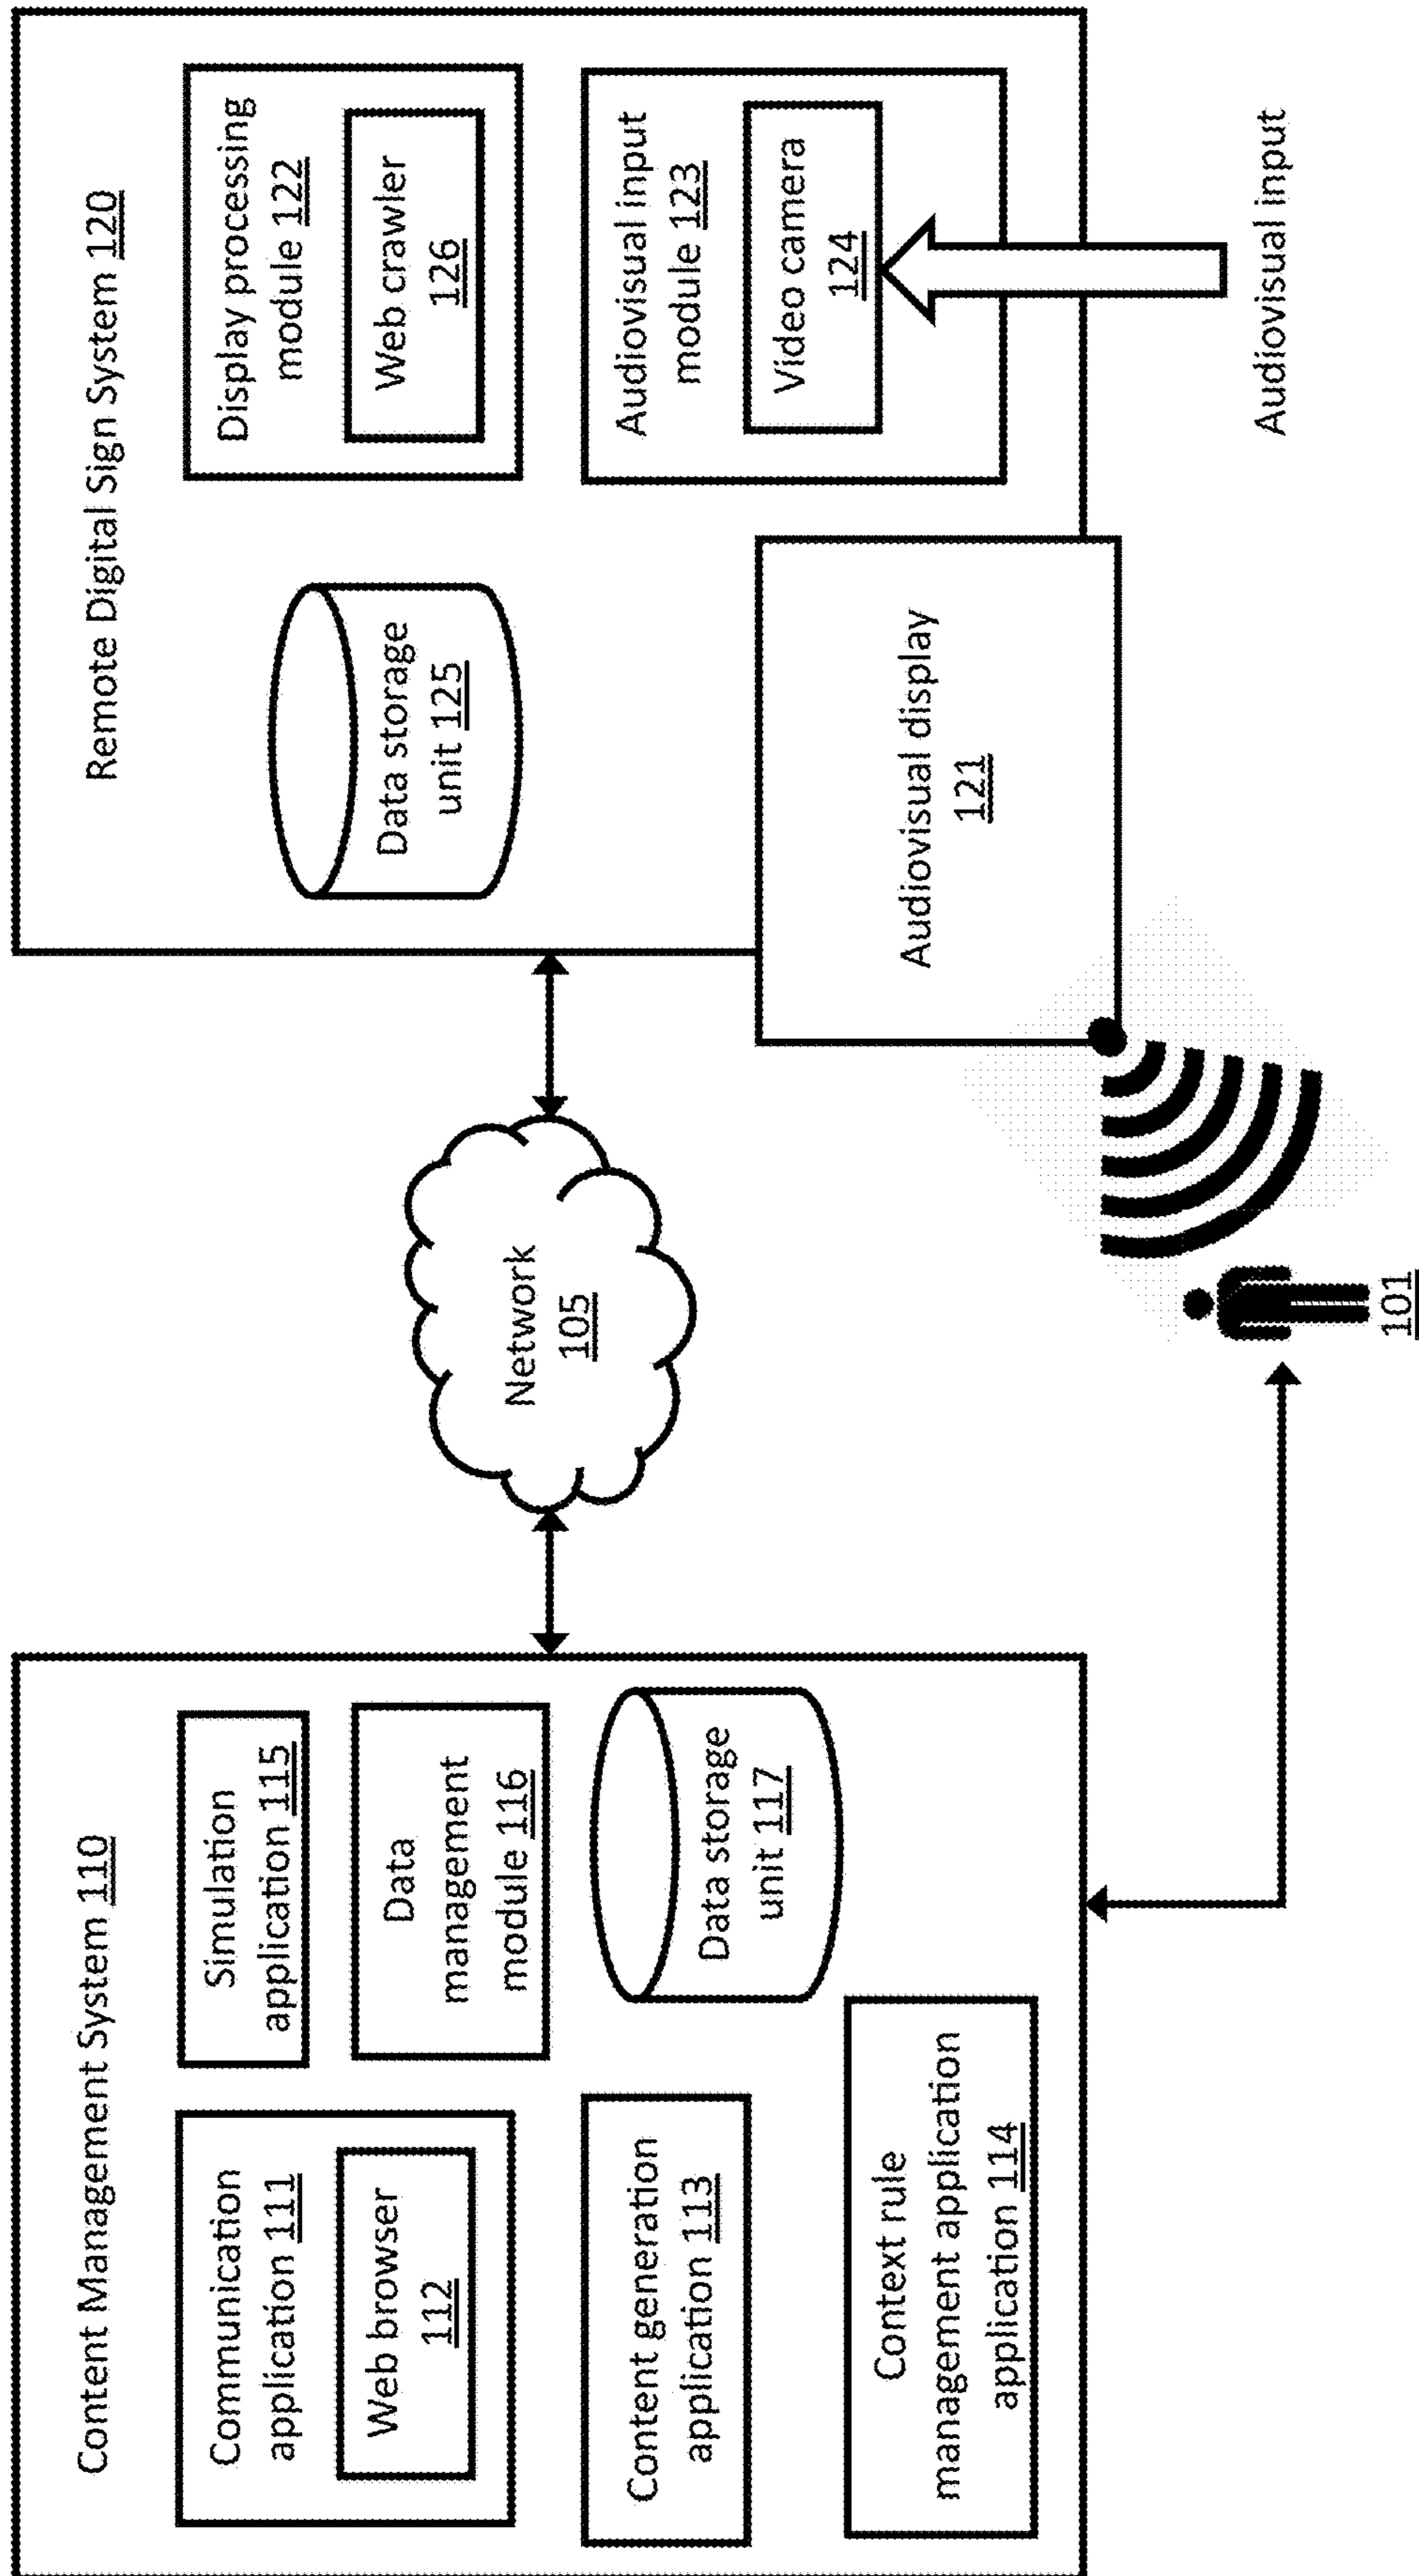 Content Management System 110
Communication
application 111
Web browser
112
Simulation
application 115
Data
management
module 116
Content generation
application 113
Data storage
unit 117
Context rule
management application
application 114
Network
105
101
Remote Digital Sign System 120
Data storage
unit 125
Display processing
module 122
Web crawler
126
Audiovisual display
121
Audiovisual input
module 123
Video camera
124
Audiovisual input